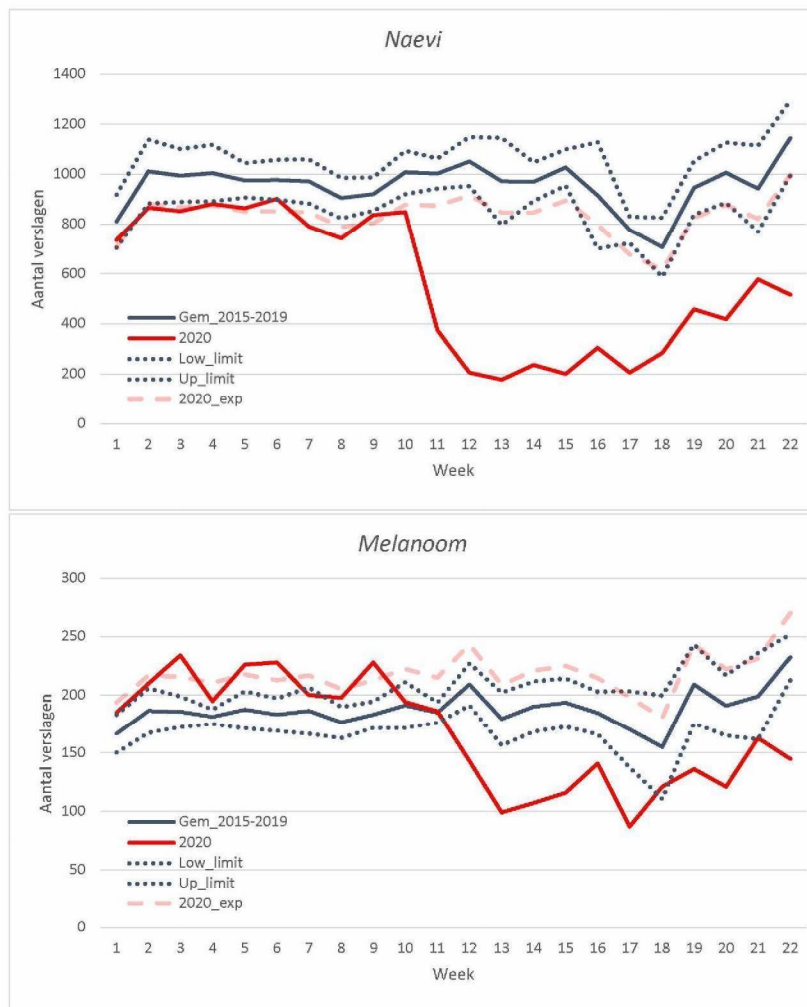 Naevi
1400
1200
1000
800
600
400
200
0
Aantal verslagen
Gem_2015-2019
2020
Low_limit
Up_limit
2020_exp
1 2 3 4 5 6 7 8 9 10 11 12 13 14 15 16 17 18 19 20 21 22
Week
Melanoom
300
250
200
150
100
50
0
Aantal verslagen
Gem_2015-2019
2020
Low_limit
Up_limit
2020_exp
1 2 3 4 5 6 7 8 9 10 11 12 13 14 15 16 17 18 19 20 21 22
Week